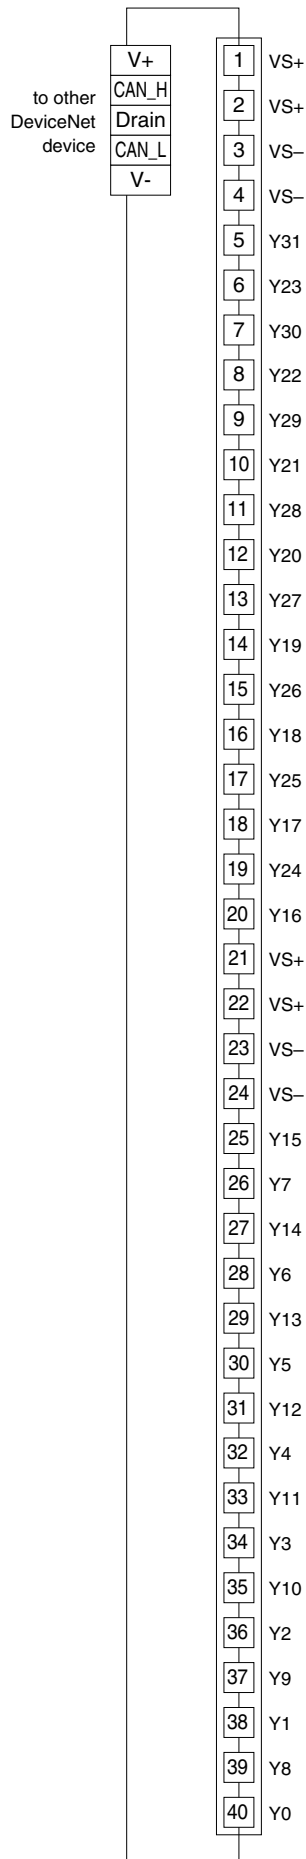 to other
DeviceNet
device
V+
CAN_H
Drain
CAN_L
V-
1 VS+
2 VS+
3 VS–
4 VS–
5 Y31
6 Y23
7 Y30
8 Y22
9 Y29
10 Y21
11 Y28
12 Y20
13 Y27
14 Y19
15 Y26
16 Y18
17 Y25
18 Y17
19 Y24
20 Y16
21 VS+
22 VS+
23 VS–
24 VS–
25 Y15
26 Y7
27 Y14
28 Y6
29 Y13
30 Y5
31 Y12
32 Y4
33 Y11
34 Y3
35 Y10
36 Y2
37 Y9
38 Y1
39 Y8
40 Y0